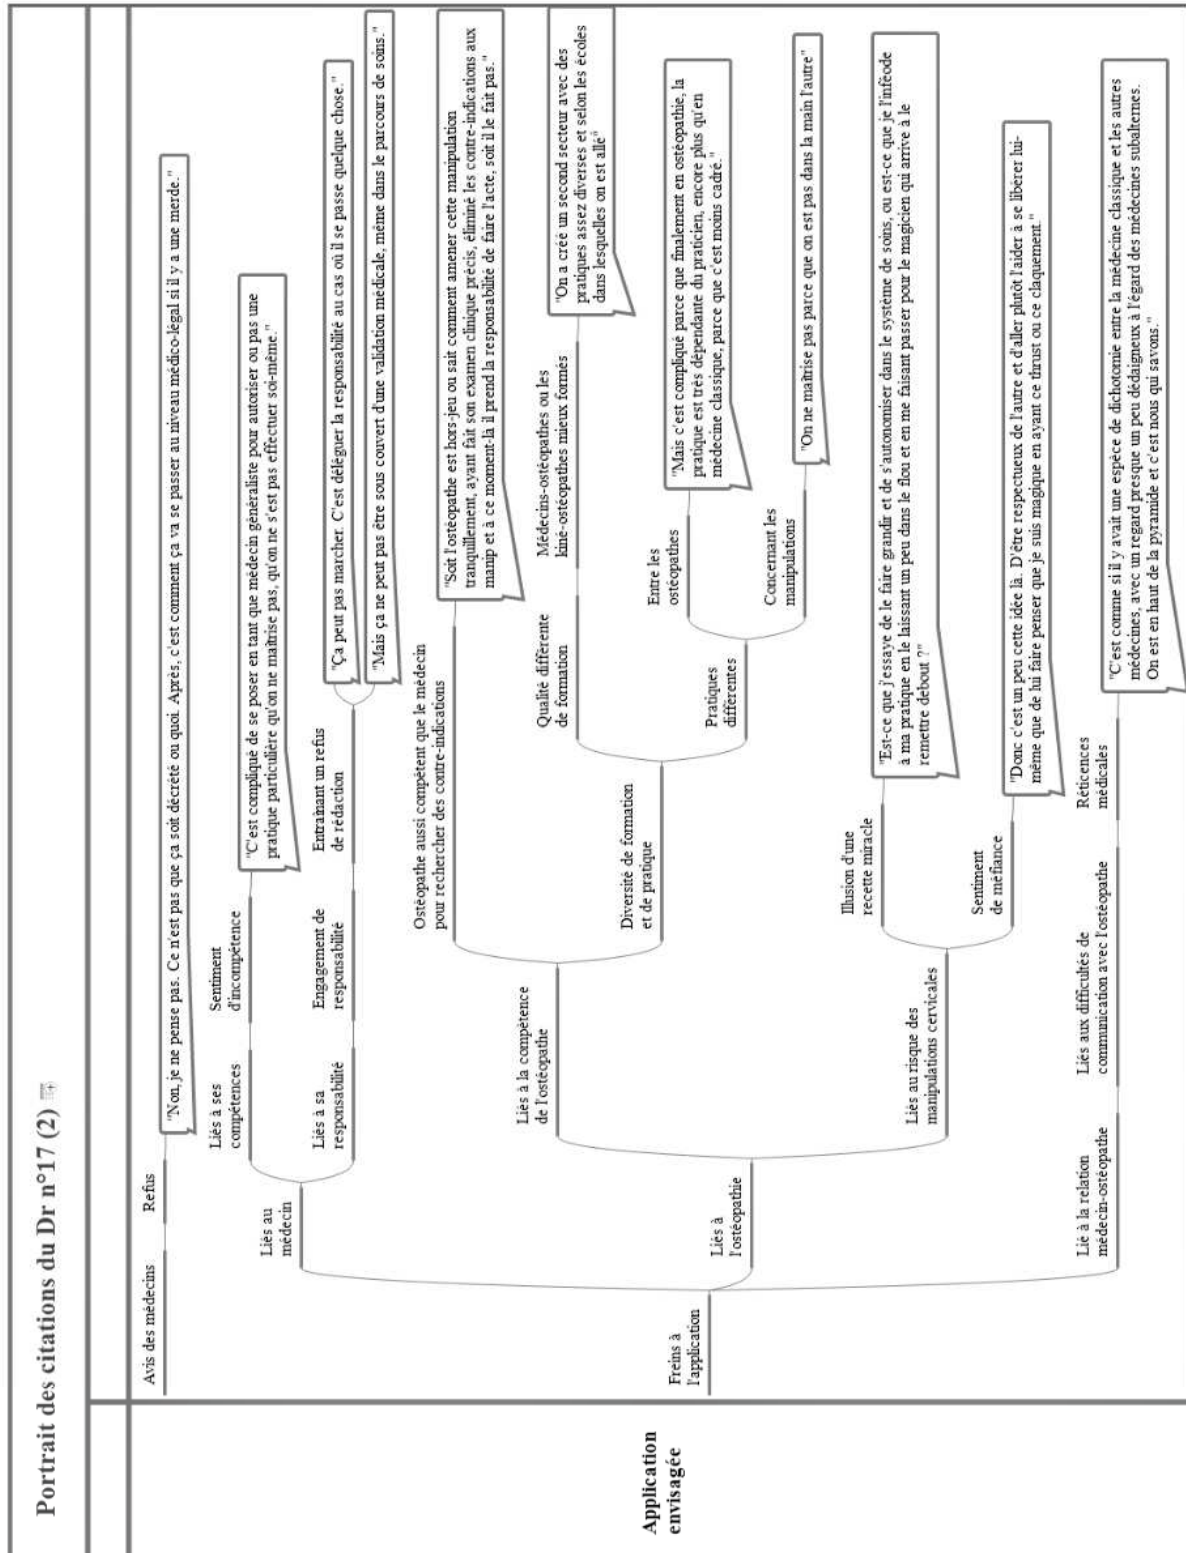 Portrait des citations du Dr n°17 (2)
Application
envisagée
Avis des médecins
Refus
"Non, je ne pense pas. Ce n'est pas que ça soit décrété ou quoi. Après, c'est comment ça va se passer au niveau médico-légal si il y a une merde."
Freins à
l'application
Liés au
médecin
Liés à ses
compétences
Sentiment
d'incompétence
"C'est compliqué de se poser en tant que médecin généraliste pour autoriser ou pas une
pratique particulière qu'on ne maîtrise pas, qu'on ne s'est pas effectuer soi-même."
Liés à sa
responsabilité
Engagement de
responsabilité
Entraînant un refus
de rédaction
"Ça peut pas marcher. C'est déléguer la responsabilité au cas où il se passe quelque chose."
"Mais ça ne peut pas être sous couvert d'une validation médicale, même dans le parcours de soins."
Liés à
l'ostéopathie
Liés à la compétence
de l'ostéopathe
Ostéopathe aussi compétent que le médecin
pour rechercher des contre-indications
"Soit l'ostéopathe est hors-jeu ou sait comment amener cette manipulation
tranquillement, ayant fait son examen clinique précis, éliminé les contre-indications aux
manip et à ce moment-là il prend la responsabilité de faire l'acte, soit il le fait pas."
Diversité de formation
et de pratique
Qualité différente
de formation
Médecins-ostéopathes ou les
kiné-ostéopathes mieux formés
"On a créé un second secteur avec des
pratiques assez diverses et selon les écoles
dans lesquelles on est allé"
Pratiques
différentes
Entre les
ostéopathes
"Mais c'est compliqué parce que finalement en ostéopathie, la
pratique est très dépendante du praticien, encore plus qu'en
médecine classique, parce que c'est moins cadré."
Concernant les
manipulations
"On ne maîtrise pas parce que on est pas dans la main l'autre"
Liés au risque des
manipulations cervicales
Illusion d'une
recette miracle
"Est-ce que j'essaye de le faire grandir et de s'autonomiser dans le système de soins, ou est-ce que je l'inféode
à ma pratique en le laissant un peu dans le flou et en me faisant passer pour le magicien qui arrive à le
remettre debout ?"
Sentiment
de méfiance
"Donc c'est un peu cette idée là. D'être respectueux de l'autre et d'aller plutôt l'aider à se libérer lui-
même que de lui faire penser que je suis magique en ayant ce thrust ou ce claquement."
Lié à la relation
médecin-ostéopathe
Liés aux difficultés de
communication avec l'ostéopathe
Réticences
médicales
"C'est comme si il y avait une espèce de dichotomie entre la médecine classique et les autres
médecines, avec un regard presque un peu dédaigneux à l'égard des médecines subalternes.
On est en haut de la pyramide et c'est nous qui savons."